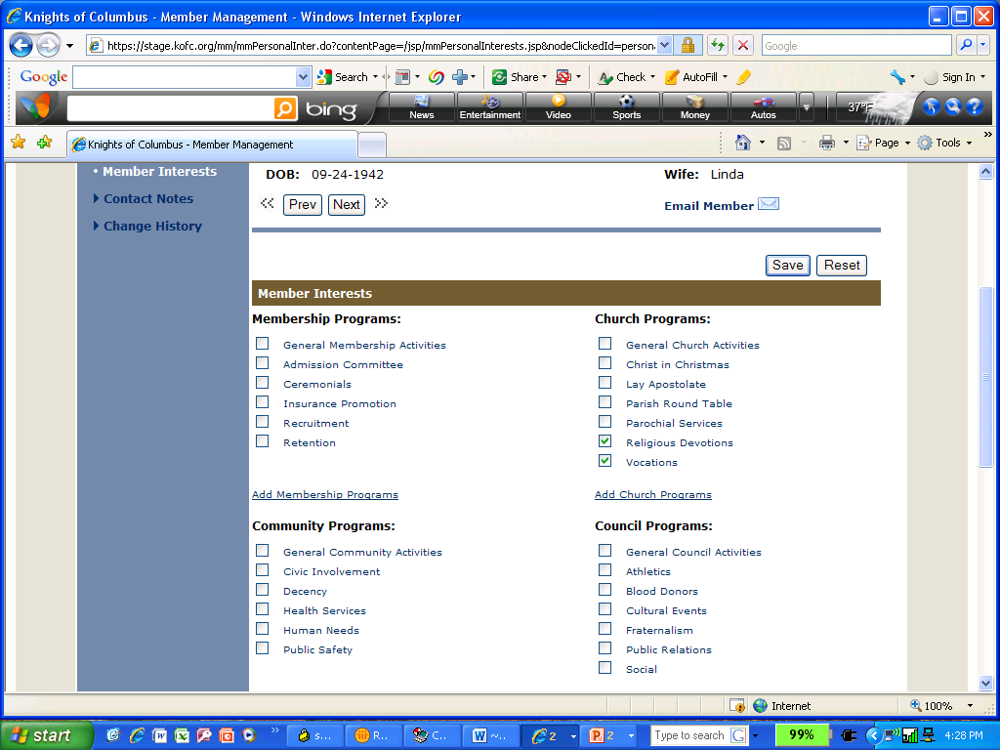 Knights of Columbus - Member Management - Windows Internet Explorer
https://stage.kofc.org/mm/mmPersonalInter.do?contentPage=/jsp/mmPersonalInterests.jsp&nodeClickedId=person
Google
Google Search Share Check AutoFill Sign In
bing News Entertainment Video Sports Money Autos 37°F
Knights of Columbus - Member Management Page Tools
• Member Interests
Contact Notes
Change History
DOB: 09-24-1942 Wife: Linda
<< Prev Next >> Email Member
Save Reset
Member Interests
Membership Programs:
General Membership Activities
Admission Committee
Ceremonials
Insurance Promotion
Recruitment
Retention
Add Membership Programs
Church Programs:
General Church Activities
Christ in Christmas
Lay Apostolate
Parish Round Table
Parochial Services
Religious Devotions
Vocations
Add Church Programs
Community Programs:
General Community Activities
Civic Involvement
Decency
Health Services
Human Needs
Public Safety
Council Programs:
General Council Activities
Athletics
Blood Donors
Cultural Events
Fraternalism
Public Relations
Social
Internet 100%
start s... R... C... ~... 2 2 Type to search 99% 4:28 PM